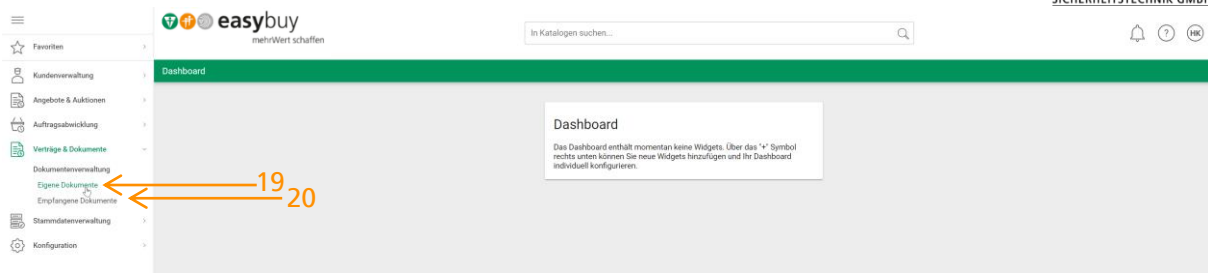 SICHERHEITSTECHNIK GMBH
easybuy
mehrWert schaffen
In Katalogen suchen...
?
HK
Favoriten
Kundenverwaltung
Angebote & Auktionen
Auftragsabwicklung
Verträge & Dokumente
Dokumentenverwaltung
Eigene Dokumente
Empfangene Dokumente
Stammdatenverwaltung
Konfiguration
19
20
Dashboard
Dashboard
Das Dashboard enthält momentan keine Widgets. Über das "+" Symbol
rechts unten können Sie neue Widgets hinzufügen und Ihr Dashboard
individuell konfigurieren.